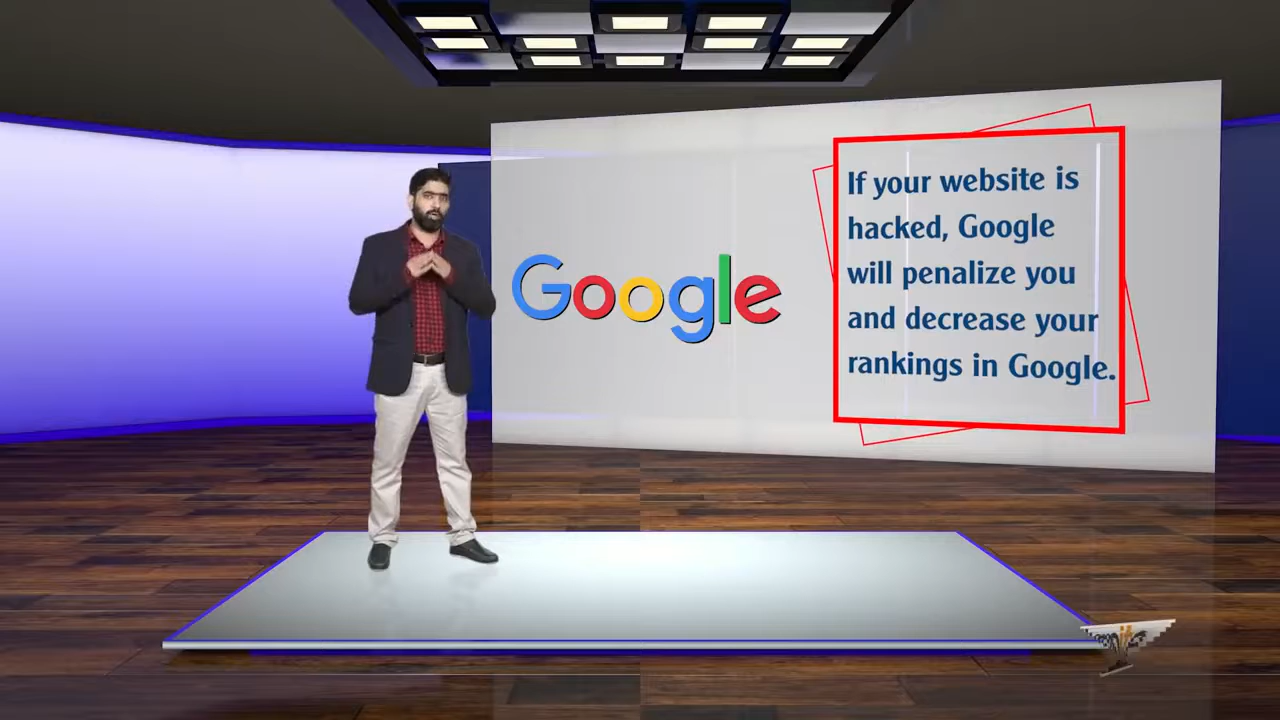 Google
If your website is
hacked, Google
will penalize you
and decrease your
rankings in Google.